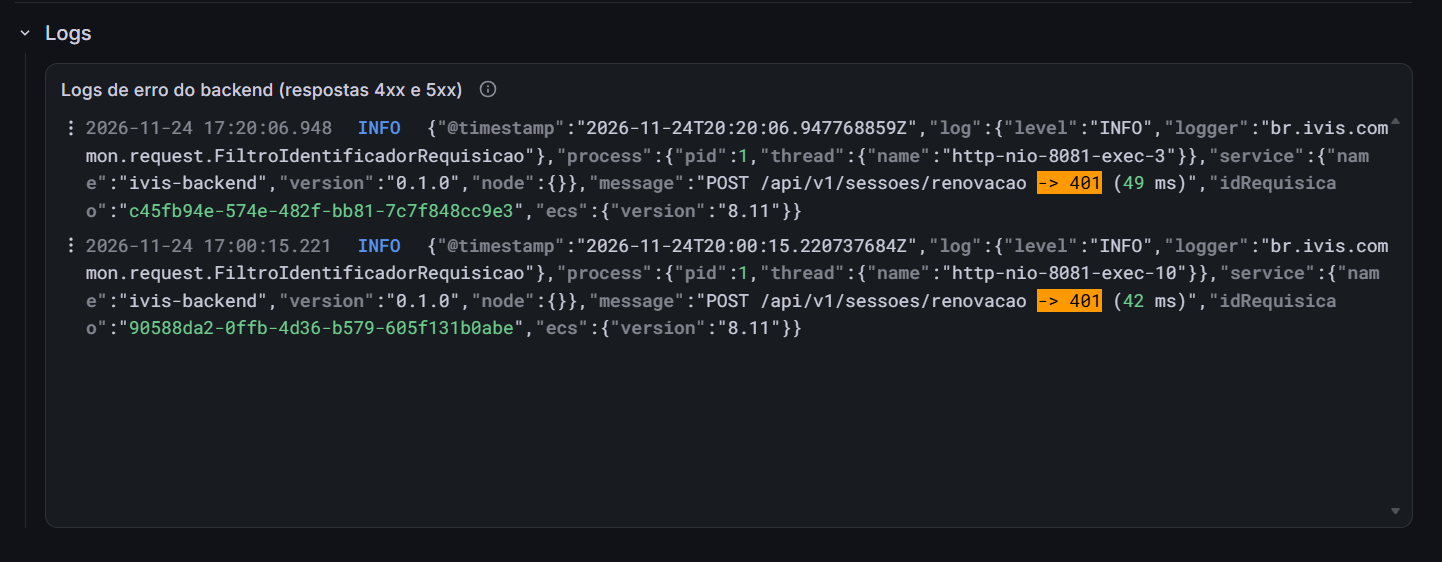 Logs
Logs de erro do backend (respostas 4xx e 5xx)
2026-11-24 17:20:06.948 INFO {"@timestamp":"2026-11-24T20:20:06.947768859Z","log":{"level":"INFO","logger":"br.ivis.com
mon.request.FiltroIdentificadorRequisicao"},"process":{"pid":1,"thread":{"name":"http-nio-8081-exec-3"}},"service":{"nam
e":"ivis-backend","version":"0.1.0","node":{}},"message":"POST /api/v1/sessoes/renovacao -> 401 (49 ms)","idRequisica
o":"c45fb94e-574e-482f-bb81-7c7f848cc9e3","ecs":{"version":"8.11"}}
2026-11-24 17:00:15.221 INFO {"@timestamp":"2026-11-24T20:00:15.220737684Z","log":{"level":"INFO","logger":"br.ivis.com
mon.request.FiltroIdentificadorRequisicao"},"process":{"pid":1,"thread":{"name":"http-nio-8081-exec-10"}},"service":{"nam
e":"ivis-backend","version":"0.1.0","node":{}},"message":"POST /api/v1/sessoes/renovacao -> 401 (42 ms)","idRequisica
o":"90588da2-0ffb-4d36-b579-605f131b0abe","ecs":{"version":"8.11"}}